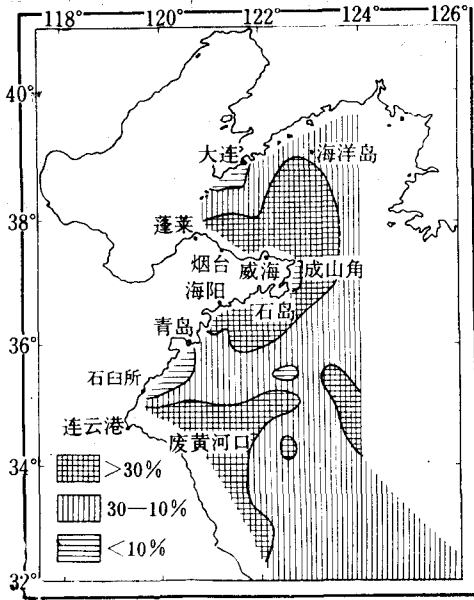 118° 120° 122° 124° 126°
40°
大连
海洋岛
38°
蓬莱
烟台 威海 成山角
海阳
石岛
青岛
36°
石臼所
连云港
废黄河口
34°
>30%
30—10%
<10%
32°